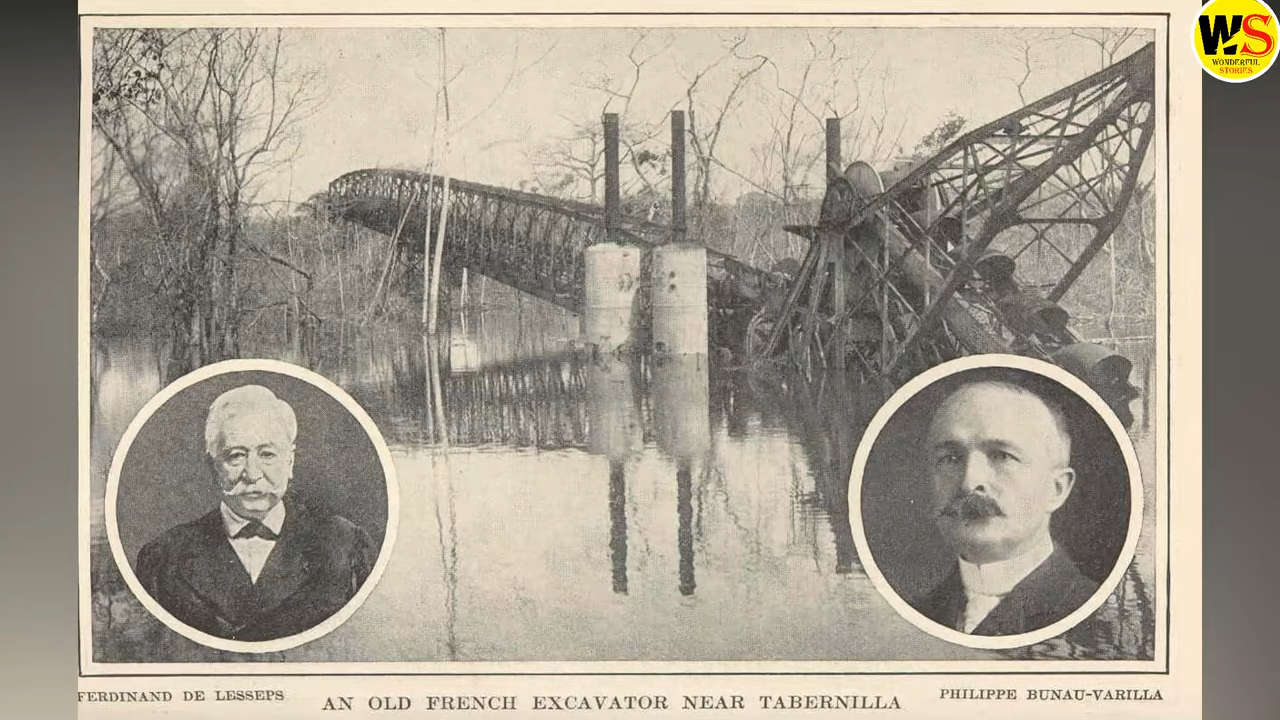 WS
WONDERFUL
STORIES
FERDINAND DE LESSEPS
AN OLD FRENCH EXCAVATOR NEAR TABERNILLA
PHILIPPE BUNAU-VARILLA